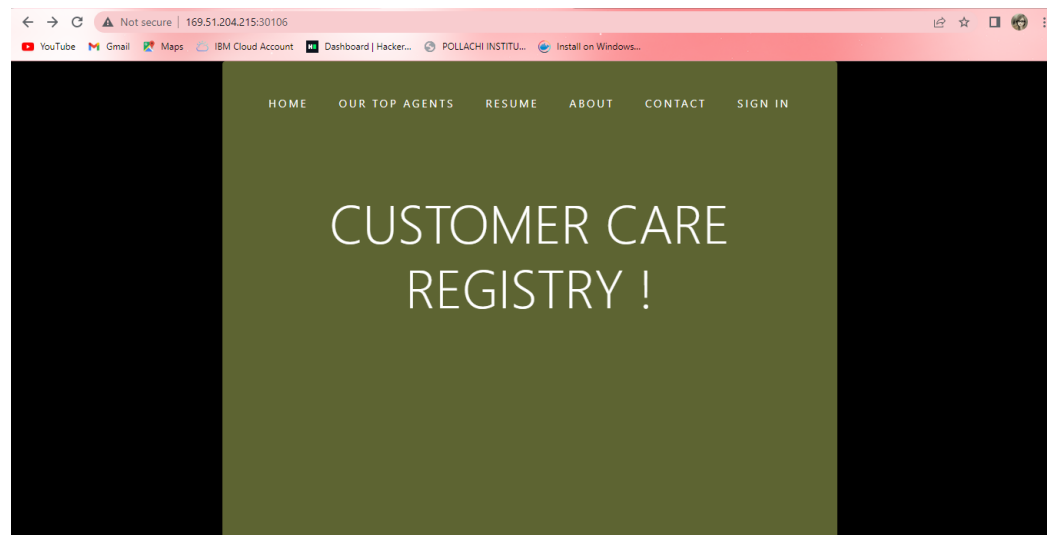 Not secure | 169.51.204.215:30106
YouTube Gmail Maps IBM Cloud Account Dashboard | Hacker... POLLACHI INSTITU... Install on Windows...
HOME OUR TOP AGENTS RESUME ABOUT CONTACT SIGN IN
CUSTOMER CARE
REGISTRY !